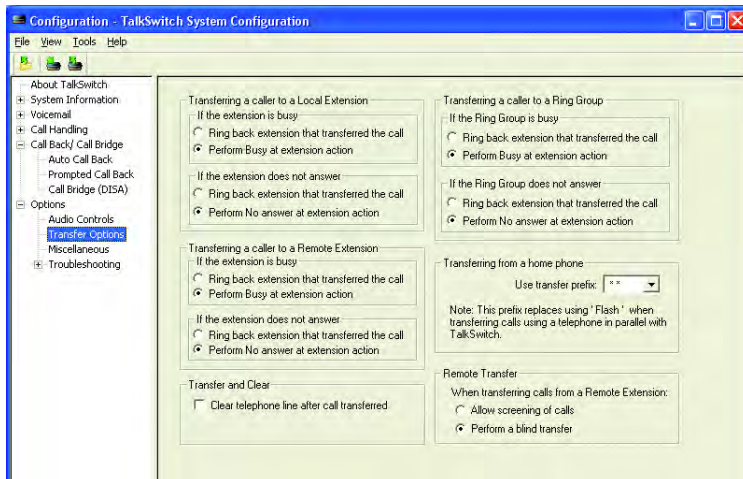 Configuration - TalkSwitch System Configuration
File View Tools Help
About TalkSwitch
System Information
Voicemail
Call Handling
Call Back/ Call Bridge
Auto Call Back
Prompted Call Back
Call Bridge (DISA)
Options
Audio Controls
Transfer Options
Miscellaneous
Troubleshooting
Transferring a caller to a Local Extension
If the extension is busy
Ring back extension that transferred the call
Perform Busy at extension action
If the extension does not answer
Ring back extension that transferred the call
Perform No answer at extension action
Transferring a caller to a Remote Extension
If the extension is busy
Ring back extension that transferred the call
Perform Busy at extension action
If the extension does not answer
Ring back extension that transferred the call
Perform No answer at extension action
Transfer and Clear
Clear telephone line after call transferred
Transferring a caller to a Ring Group
If the Ring Group is busy
Ring back extension that transferred the call
Perform Busy at extension action
If the Ring Group does not answer
Ring back extension that transferred the call
Perform No answer at extension action
Transferring from a home phone
Use transfer prefix: **
Note: This prefix replaces using 'Flash' when
transferring calls using a telephone in parallel with
TalkSwitch.
Remote Transfer
When transferring calls from a Remote Extension:
Allow screening of calls
Perform a blind transfer